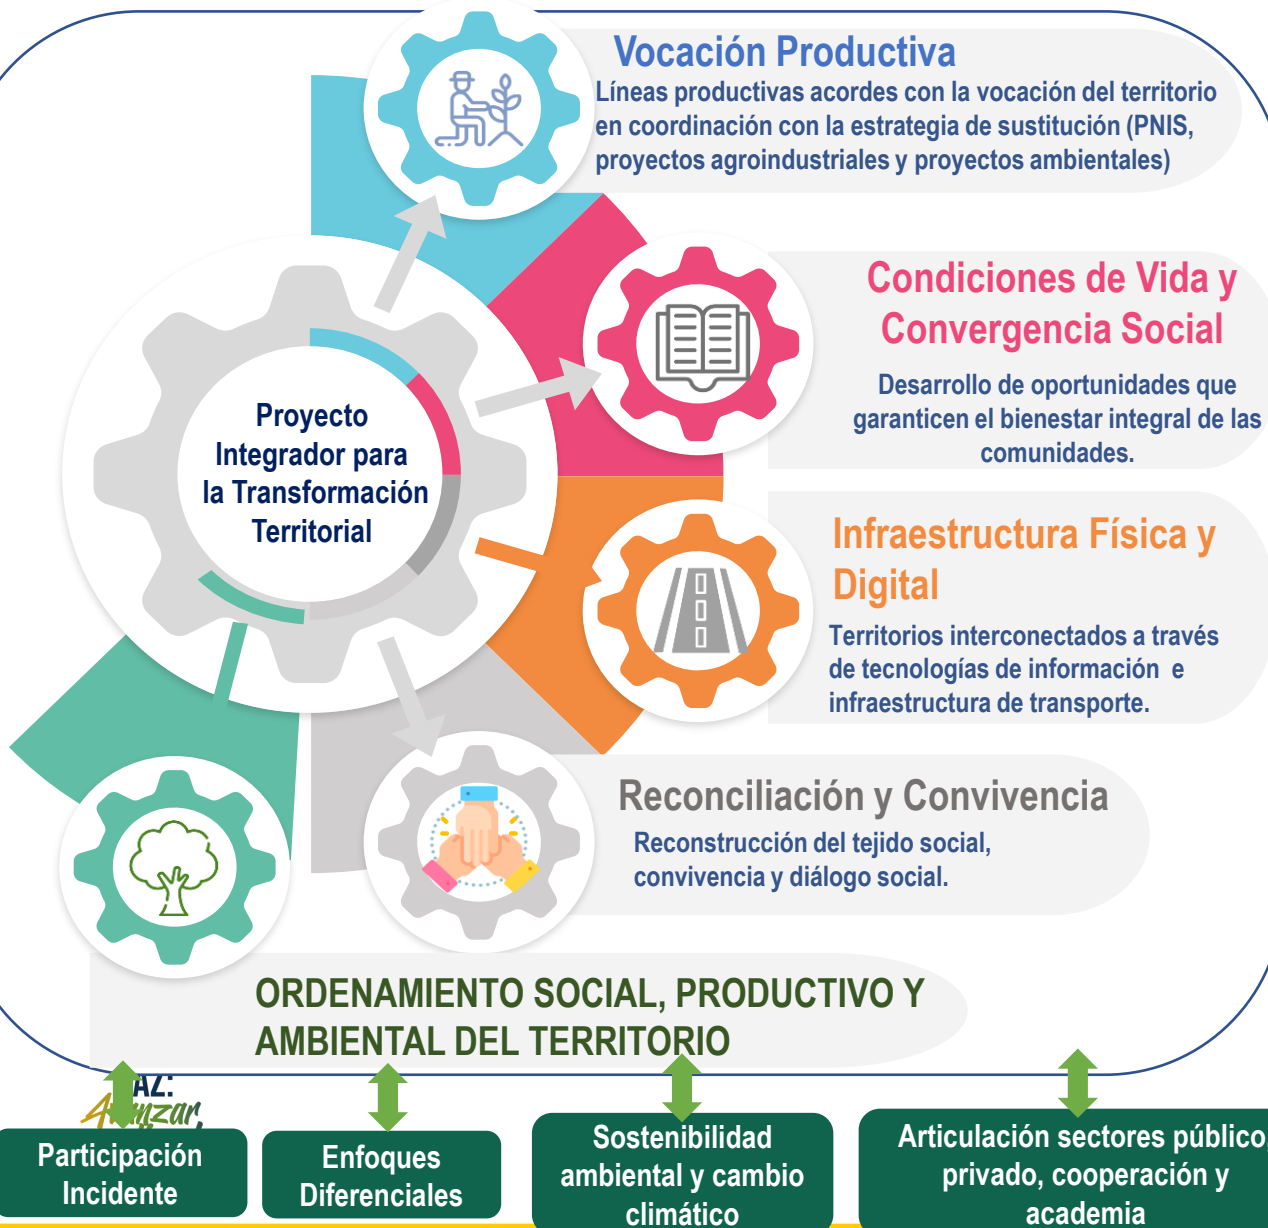 Vocación Productiva
Líneas productivas acordes con la vocación del territorio
en coordinación con la estrategia de sustitución (PNIS,
proyectos agroindustriales y proyectos ambientales)
Condiciones de Vida y
Convergencia Social
Desarrollo de oportunidades que
garanticen el bienestar integral de las
comunidades.
Proyecto
Integrador para
la Transformación
Territorial
Infraestructura Física y
Digital
Territorios interconectados a través
de tecnologías de información e
infraestructura de transporte.
Reconciliación y Convivencia
Reconstrucción del tejido social,
convivencia y diálogo social.
ORDENAMIENTO SOCIAL, PRODUCTIVO Y
AMBIENTAL DEL TERRITORIO
Participación
Incidente
Enfoques
Diferenciales
Sostenibilidad
ambiental y cambio
climático
Articulación sectores público,
privado, cooperación y
academia